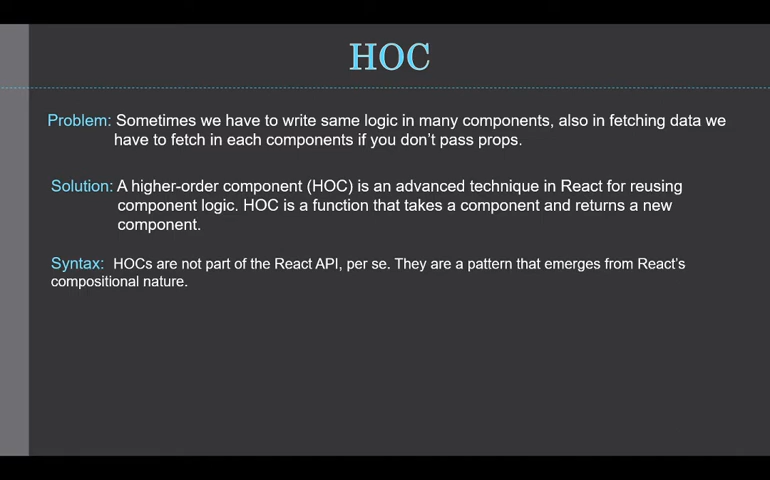 HOC
Problem: Sometimes we have to write same logic in many components, also in fetching data we
have to fetch in each components if you don't pass props.
Solution: A higher-order component (HOC) is an advanced technique in React for reusing
component logic. HOC is a function that takes a component and returns a new
component.
Syntax: HOCs are not part of the React API, per se. They are a pattern that emerges from React's
compositional nature.